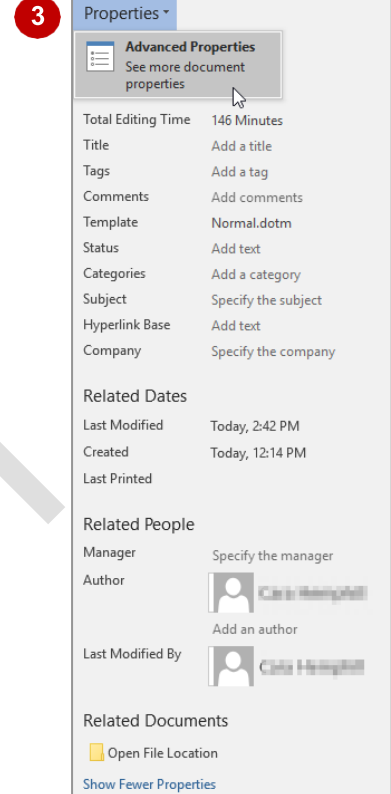 3
Properties
Advanced Properties
See more document
properties
Total Editing Time 146 Minutes
Title Add a title
Tags Add a tag
Comments Add comments
Template Normal.dotm
Status Add text
Categories Add a category
Subject Specify the subject
Hyperlink Base Add text
Company Specify the company
Related Dates
Last Modified Today, 2:42 PM
Created Today, 12:14 PM
Last Printed
Related People
Manager Specify the manager
Author
Add an author
Last Modified By
Related Documents
Open File Location
Show Fewer Properties